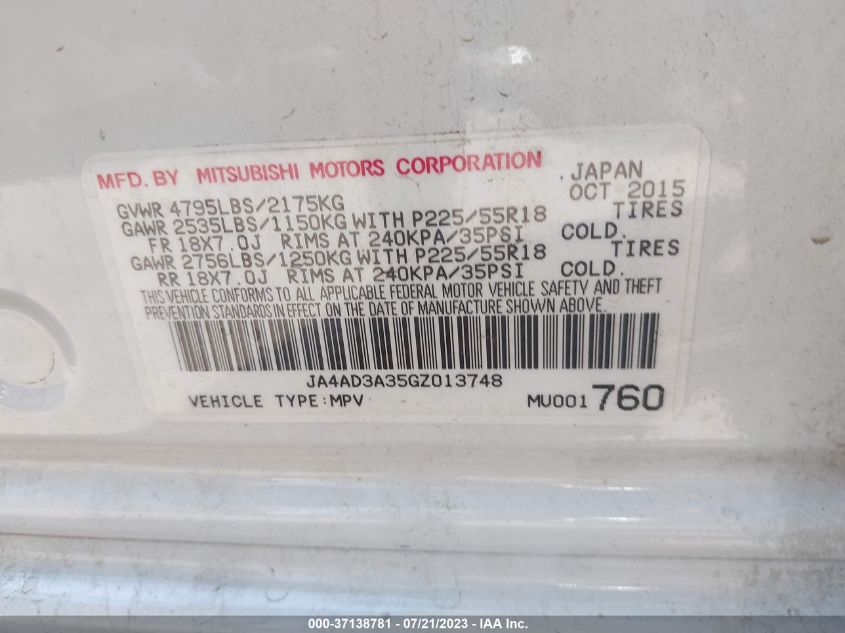 MFD. BY MITSUBISHI MOTORS CORPORATION . JAPAN
GVWR 4795LBS/2175KG OCT 2015
GAWR 2535LBS/1150KG WITH P225/55R18 TIRES
FR 18X7.0J RIMS AT 240KPA/35PSI COLD.
GAWR 2756LBS/1250KG WITH P225/55R18 TIRES
RR 18X7.0J RIMS AT 240KPA/35PSI COLD.
THIS VEHICLE CONFORMS TO ALL APPLICABLE FEDERAL MOTOR VEHICLE SAFETY AND THEFT
PREVENTION STANDARDS IN EFFECT ON THE DATE OF MANUFACTURE SHOWN ABOVE.
JA4AD3A35GZ013748
VEHICLE TYPE:MPV MU001760
000-37138781 - 07/21/2023 - IAA Inc.